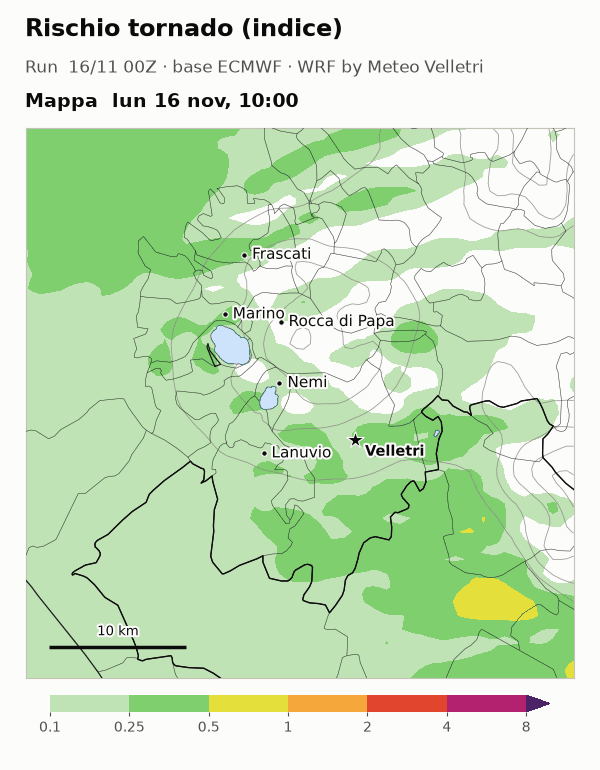 Rischio tornado (indice)
Run  16/11 00Z · base ECMWF · WRF by Meteo Velletri
Mappa  lun 16 nov, 10:00
Frascati
Marino
Rocca di Papa
Nemi
Velletri
Lanuvio
10 km
0.1 0.25 0.5 1 2 4 8